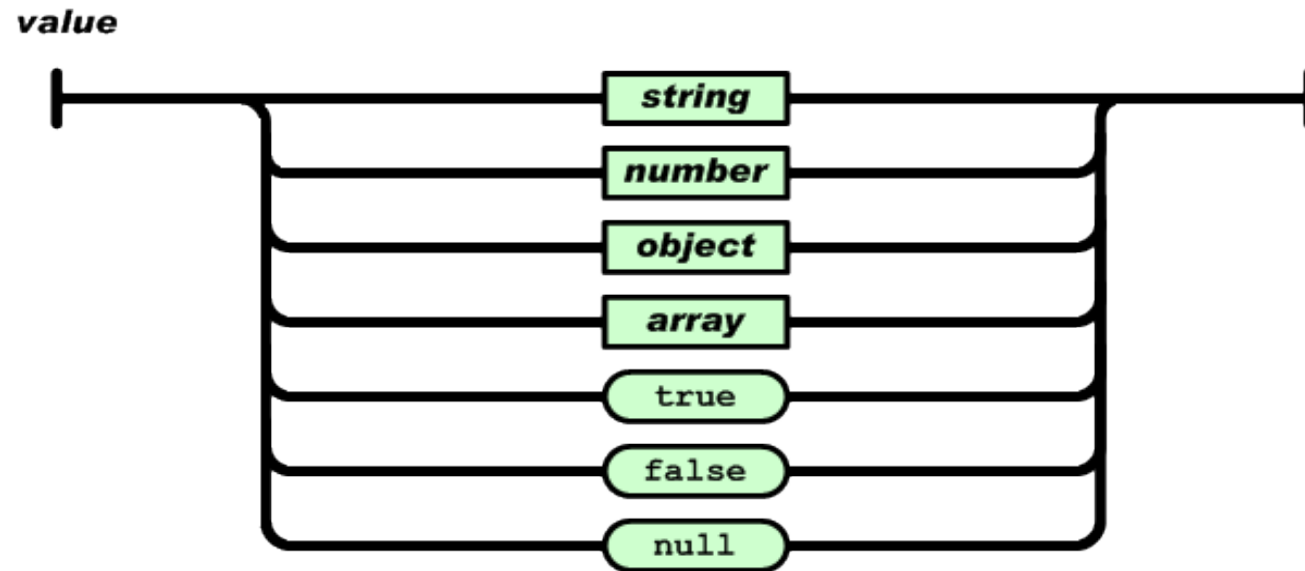 value
string
number
object
array
true
false
null